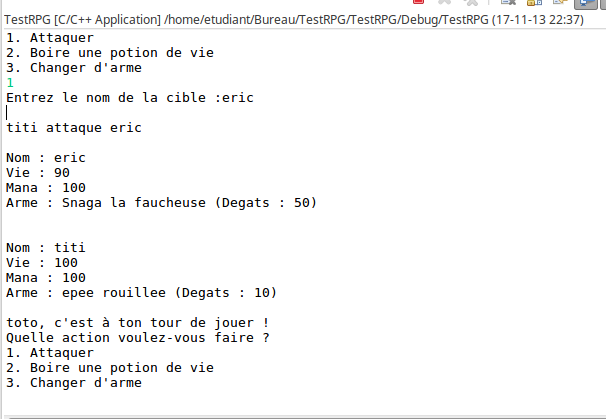 TestRPG [C/C++ Application] /home/etudiant/Bureau/TestRPG/TestRPG/Debug/TestRPG (17-11-13 22:37)
1. Attaquer
2. Boire une potion de vie
3. Changer d'arme
1
Entrez le nom de la cible :eric
titi attaque eric
Nom : eric
Vie : 90
Mana : 100
Arme : Snaga la faucheuse (Degats : 50)
Nom : titi
Vie : 100
Mana : 100
Arme : epee rouillee (Degats : 10)
toto, c'est à ton tour de jouer !
Quelle action voulez-vous faire ?
1. Attaquer
2. Boire une potion de vie
3. Changer d'arme